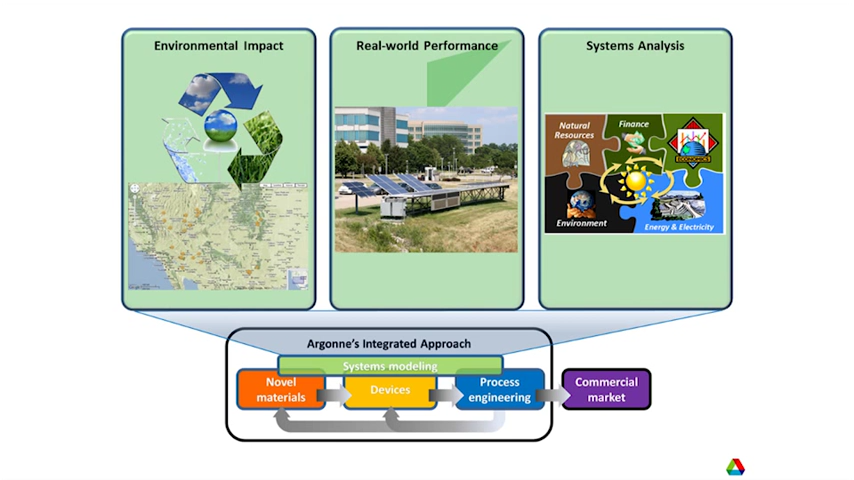 Environmental Impact
Real-world Performance
Systems Analysis
Natural
Resources
Finance
ECONOMICS
Environment
Energy & Electricity
Argonne's Integrated Approach
Systems modeling
Novel
materials
Devices
Process
engineering
Commercial
market